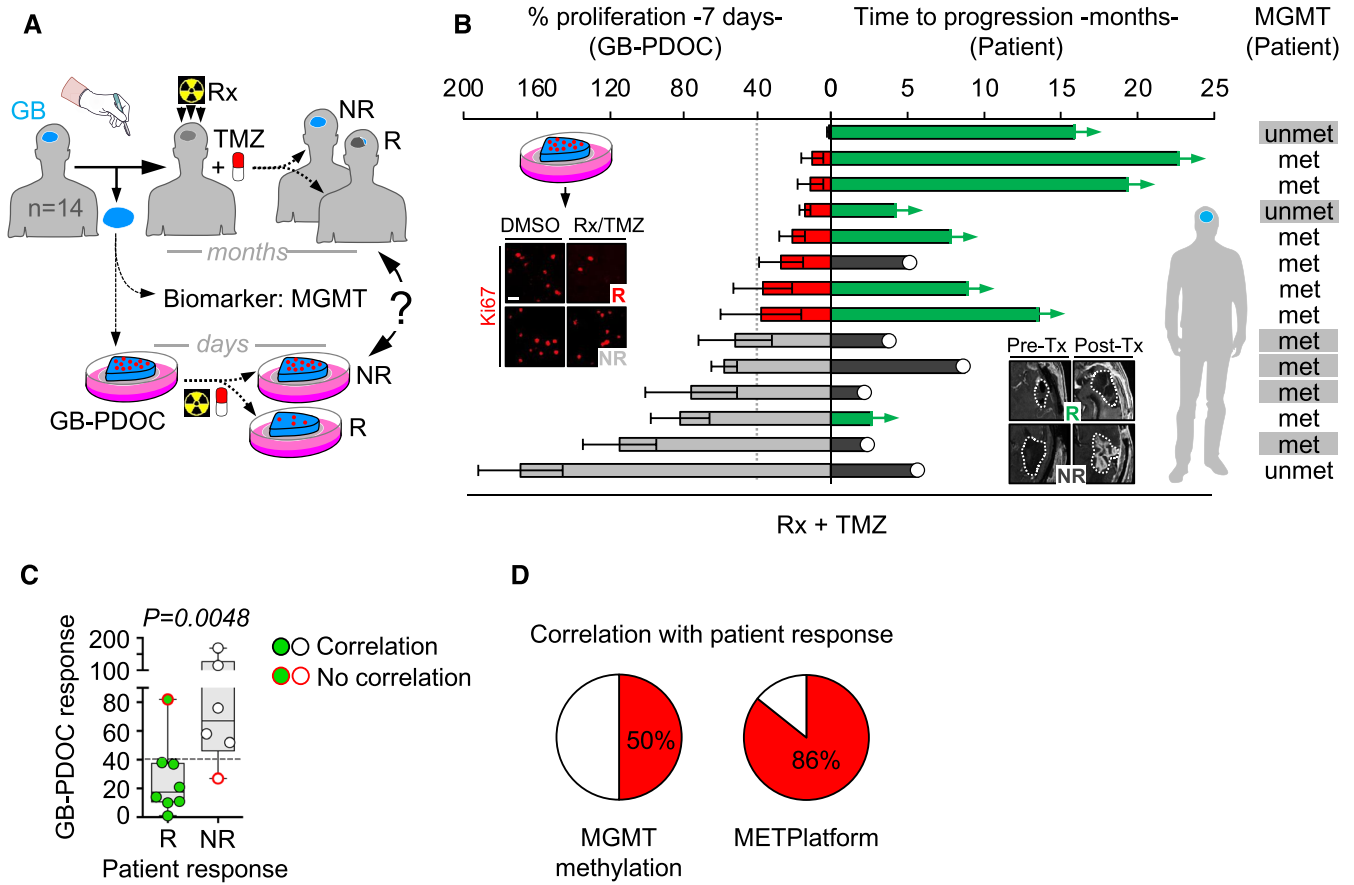 A
GB
Rx
TMZ
+
NR
R
n=14
months
Biomarker: MGMT
?
days
GB-PDOC
NR
R
B
% proliferation -7 days-
(GB-PDOC)
Time to progression -months-
(Patient)
MGMT
(Patient)
200 160 120 80 40 0 5 10 15 20 25
DMSO Rx/TMZ
Ki67
R
NR
Pre-Tx Post-Tx
R
NR
unmet
met
met
unmet
met
met
met
met
met
met
met
met
met
unmet
Rx + TMZ
C
P=0.0048
GB-PDOC response
200
100
80
60
40
20
0
R NR
Patient response
Correlation
No correlation
D
Correlation with patient response
50%
86%
MGMT
methylation
METPlatform